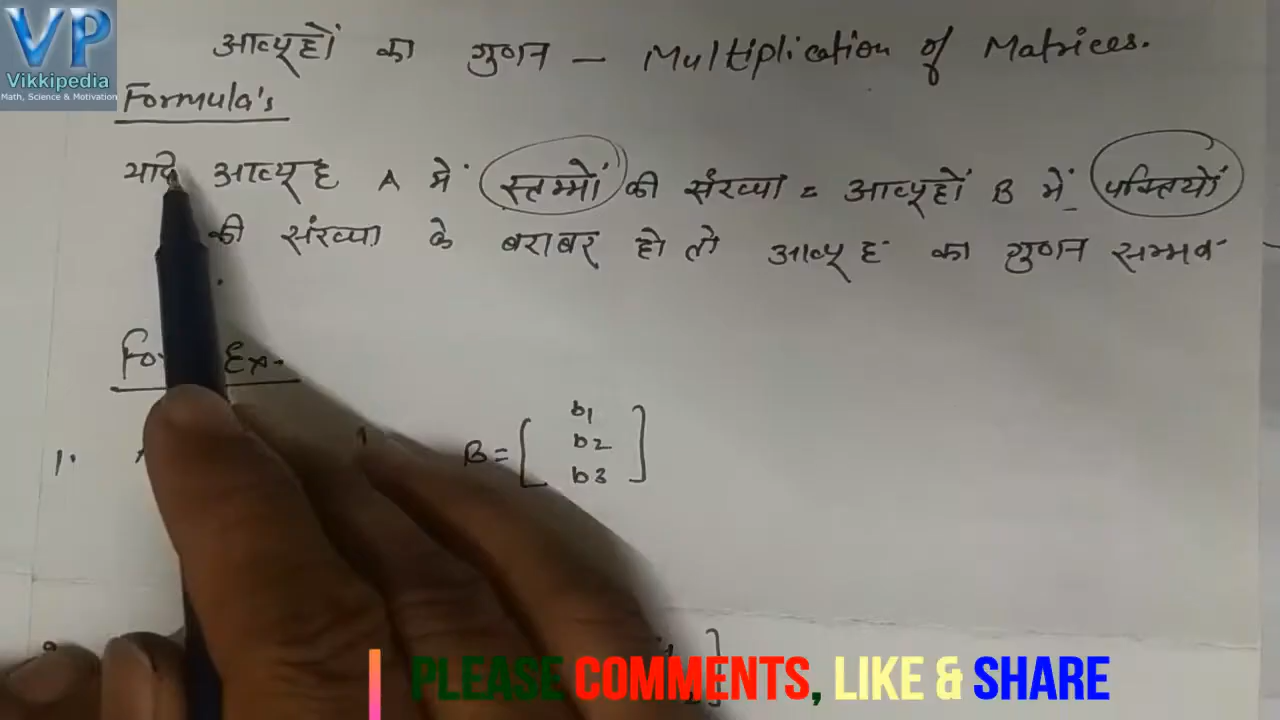 VP
Vikkipedia
Math, Science & Motivation
आव्यूहों का गुणन — Multiplication of Matrices.
Formula's
यदि आव्यूह A में स्तम्भों की संख्या = आव्यूहों B में पंक्तियों
की संख्या के बराबर हो तो आव्यूह का गुणन सम्भव
Ex.
1.
B = [ b1
b2
b3 ]
PLEASE COMMENTS, LIKE & SHARE